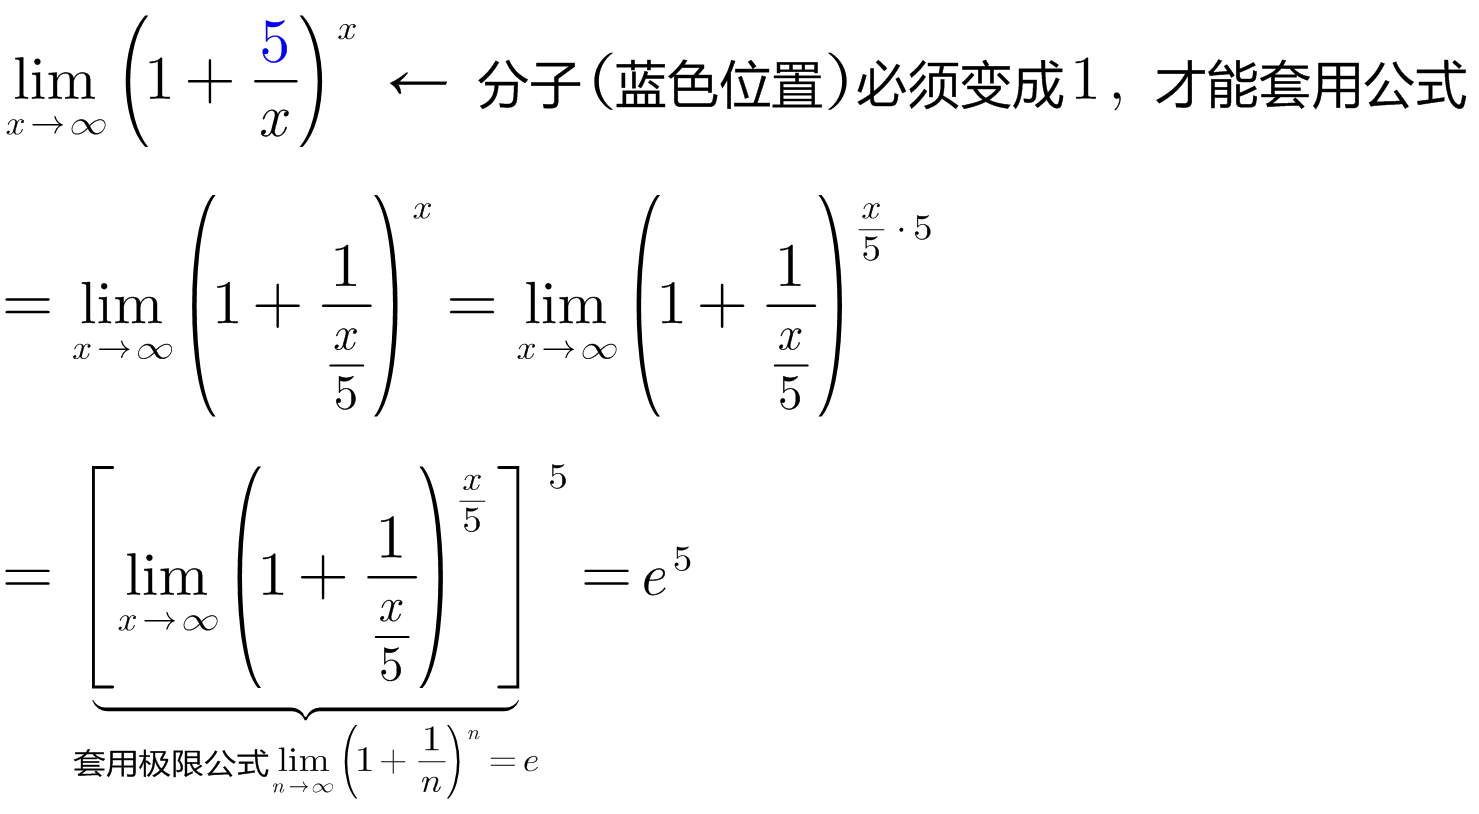 $\lim_{x \to \infty} \left(1 + \frac{5}{x}\right)^{x}$ ← 分子(蓝色位置)必须变成1, 才能套用公式
$= \lim_{x \to \infty} \left(1 + \frac{1}{\frac{x}{5}}\right)^{x} = \lim_{x \to \infty} \left(1 + \frac{1}{\frac{x}{5}}\right)^{\frac{x}{5} \cdot 5}$
$= \left[\lim_{x \to \infty} \left(1 + \frac{1}{\frac{x}{5}}\right)^{\frac{x}{5}}\right]^{5} = e^{5}$
套用极限公式 $\lim_{n \to \infty} \left(1 + \frac{1}{n}\right)^{n} = e$